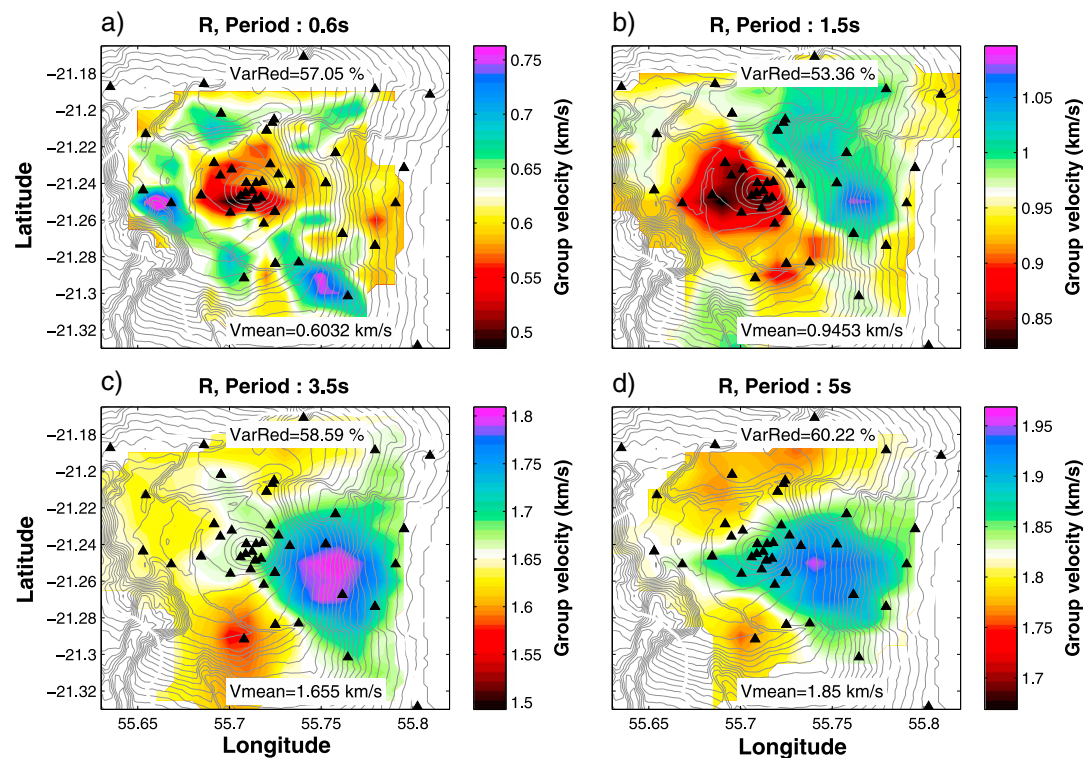 a)
R, Period : 0.6s
VarRed=57.05 %
Vmean=0.6032 km/s
Latitude
−21.18
−21.2
−21.22
−21.24
−21.26
−21.28
−21.3
−21.32
0.75
0.7
0.65
0.6
0.55
0.5
Group velocity (km/s)
b)
R, Period : 1.5s
VarRed=53.36 %
Vmean=0.9453 km/s
1.05
1
0.95
0.9
0.85
Group velocity (km/s)
c)
R, Period : 3.5s
VarRed=58.59 %
Vmean=1.655 km/s
Latitude
−21.18
−21.2
−21.22
−21.24
−21.26
−21.28
−21.3
−21.32
55.65
55.7
55.75
55.8
Longitude
1.8
1.75
1.7
1.65
1.6
1.55
1.5
Group velocity (km/s)
d)
R, Period : 5s
VarRed=60.22 %
Vmean=1.85 km/s
55.65
55.7
55.75
55.8
Longitude
1.95
1.9
1.85
1.8
1.75
1.7
Group velocity (km/s)